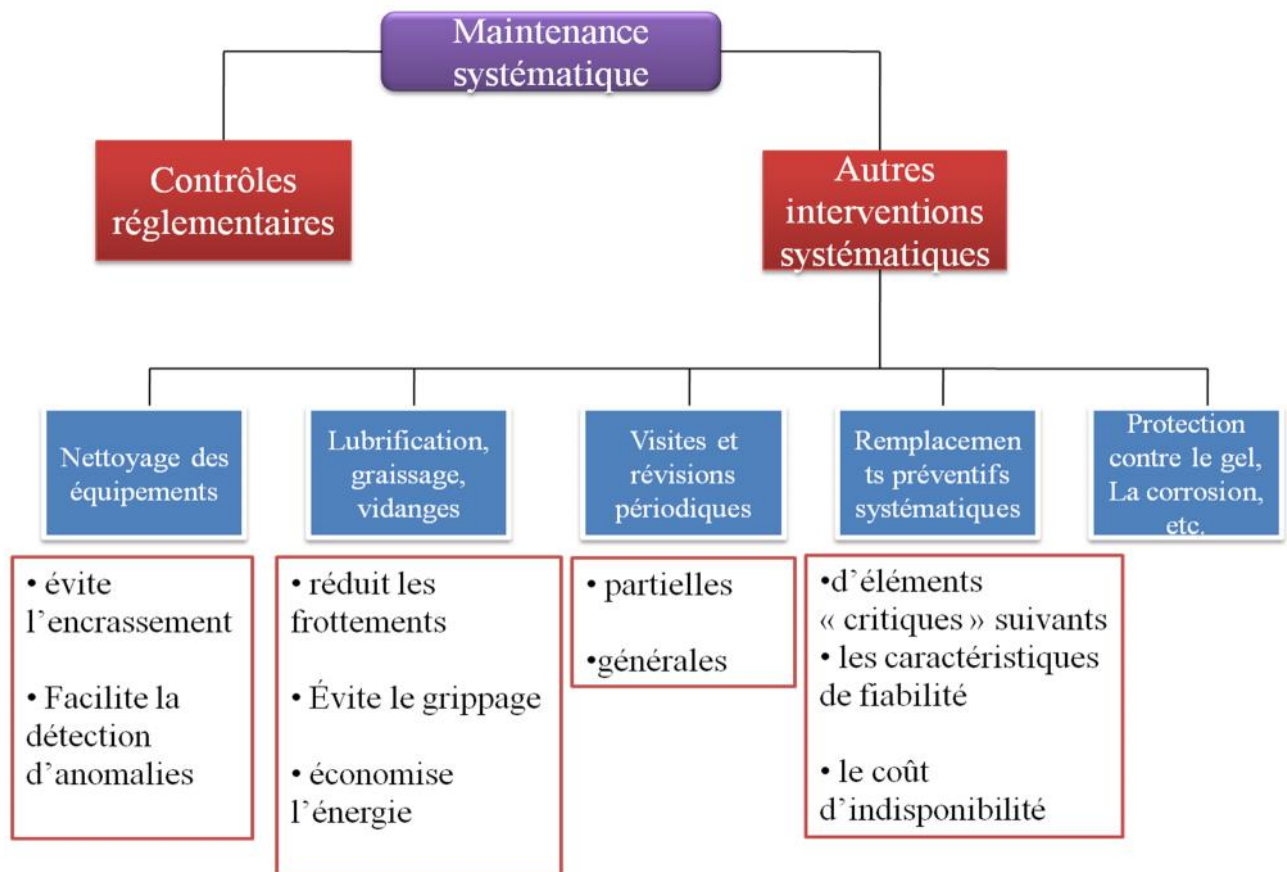 Maintenance
systématique
Contrôles
réglementaires
Autres
interventions
systématiques
Nettoyage des
équipements
Lubrification,
graissage,
vidanges
Visites et
révisions
périodiques
Remplacemen
ts préventifs
systématiques
Protection
contre le gel,
La corrosion,
etc.
• évite
l’encrassement
• Facilite la
détection
d’anomalies
• réduit les
frottements
• Évite le grippage
• économise
l’énergie
• partielles
•générales
•d’éléments
« critiques » suivants
• les caractéristiques
de fiabilité
• le coût
d’indisponibilité